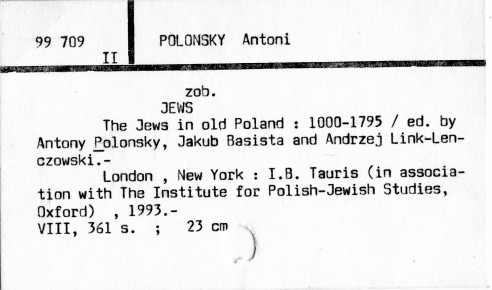 99 709
II
POLONSKY Antoni
zob.
JEWS
The Jews in old Poland : 1000-1795 / ed. by
Antony Polonsky, Jakub Basista and Andrzej Link-Len-
czowski.-
London , New York : I.B. Tauris (in associa-
tion with The Institute for Polish-Jewish Studies,
Oxford) , 1993.-
VIII, 361 s. ; 23 cm